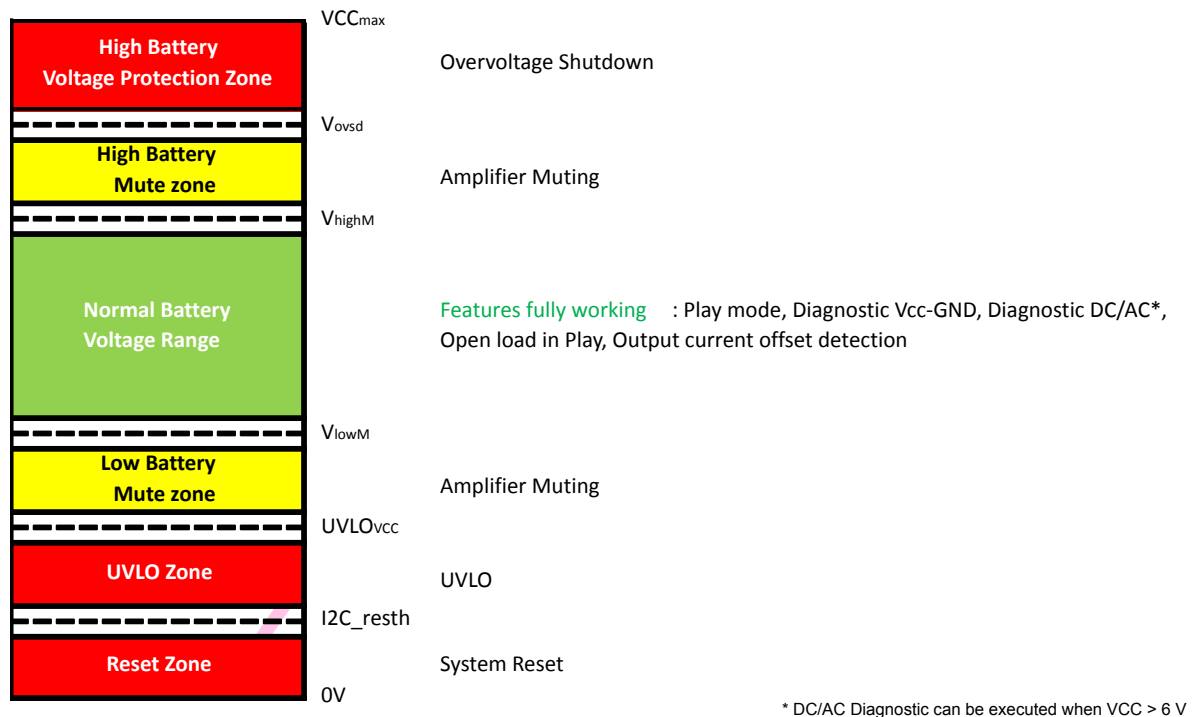 VCCmax
High Battery
Voltage Protection Zone
Overvoltage Shutdown
Vovsd
High Battery
Mute zone
Amplifier Muting
VhighM
Normal Battery
Voltage Range
Features fully working : Play mode, Diagnostic Vcc-GND, Diagnostic DC/AC*,
Open load in Play, Output current offset detection
VlowM
Low Battery
Mute zone
Amplifier Muting
UVLOVCC
UVLO Zone
UVLO
I2C_resth
Reset Zone
System Reset
0V
* DC/AC Diagnostic can be executed when VCC > 6 V